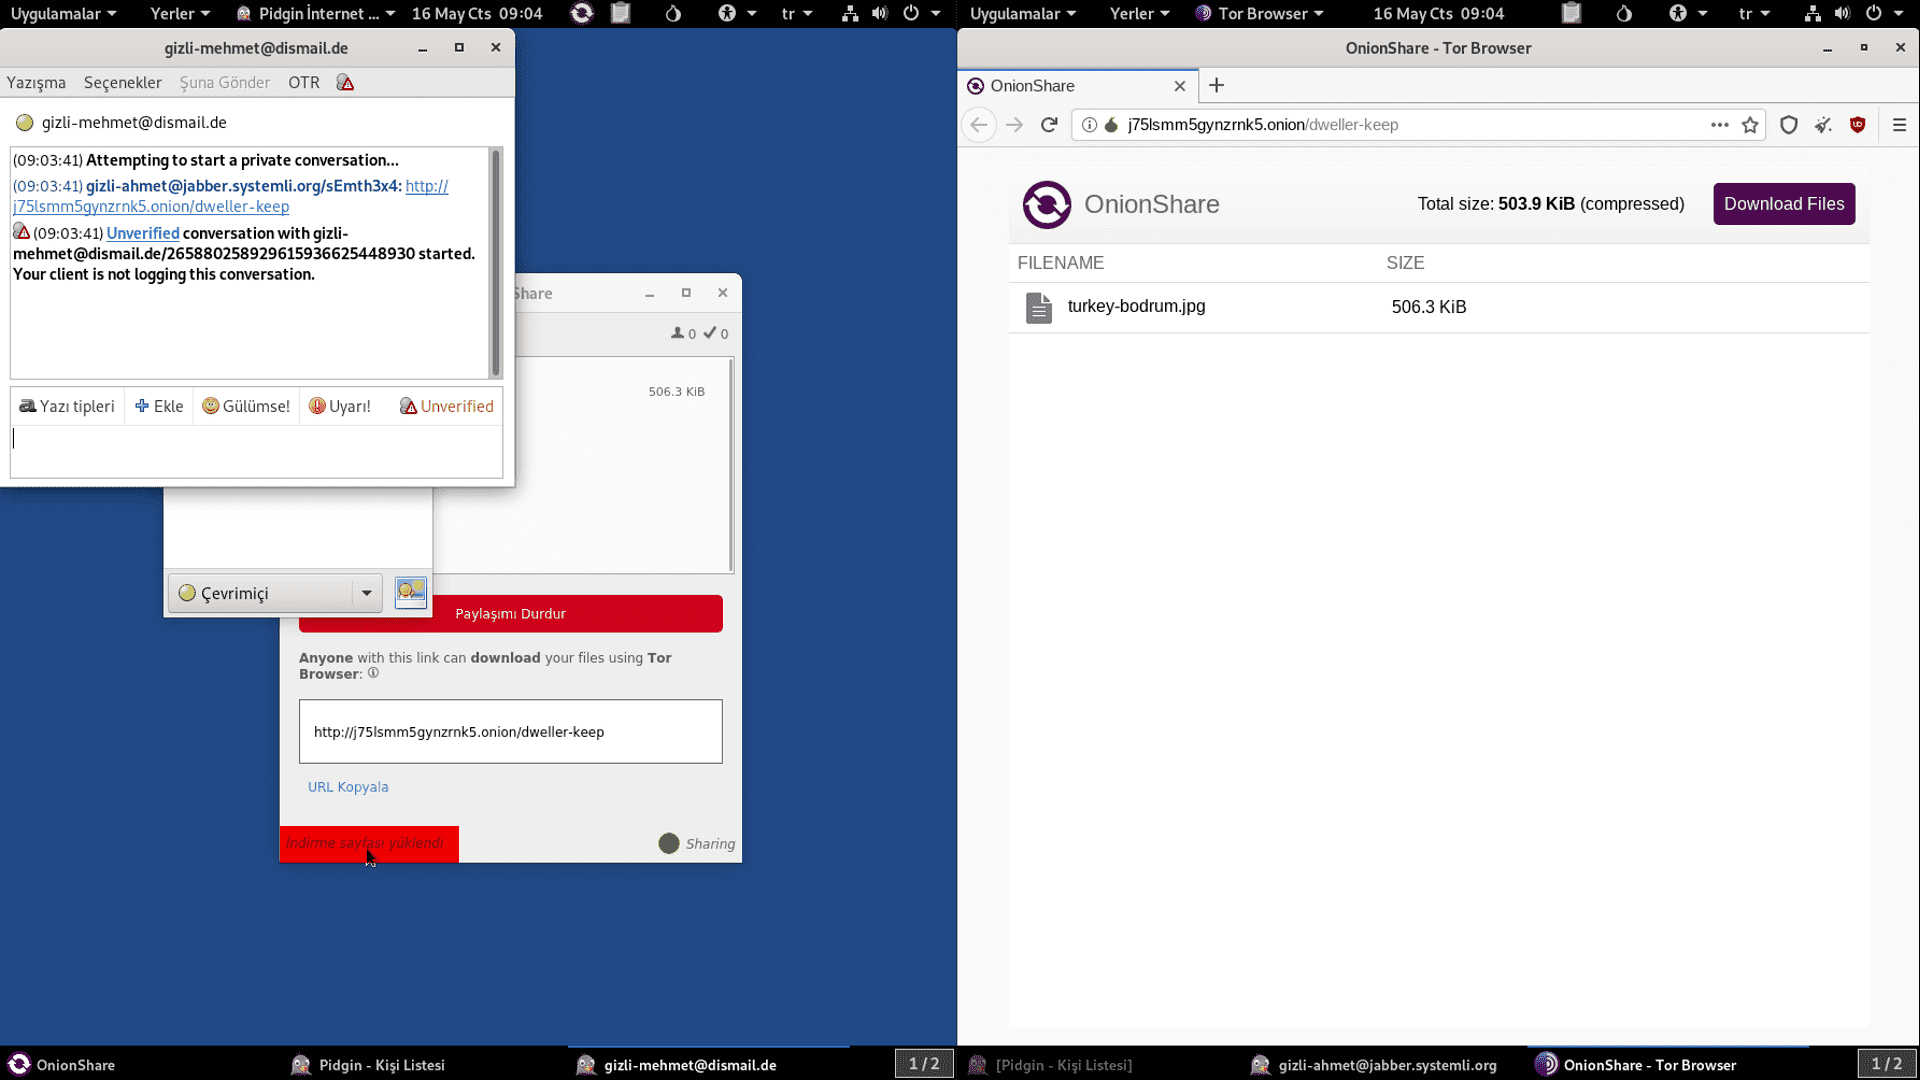 Uygulamalar Yerler Pidgin İnternet ... 16 May Cts 09:04 tr
gizli-mehmet@dismail.de
Yazışma Seçenekler Şuna Gönder OTR
gizli-mehmet@dismail.de
(09:03:41) Attempting to start a private conversation...
(09:03:41) gizli-ahmet@jabber.systemli.org/sEmth3x4: http://
j75lsmm5gynzrnk5.onion/dweller-keep
(09:03:41) Unverified conversation with gizli-
mehmet@dismail.de/265880258929615936625448930 started.
Your client is not logging this conversation.
Yazı tipleri Ekle Gülümse! Uyarı! Unverified
Çevrimiçi
Share
0 0
506.3 KiB
Paylaşımı Durdur
Anyone with this link can download your files using Tor
Browser:
http://j75lsmm5gynzrnk5.onion/dweller-keep
URL Kopyala
İndirme sayfası yüklendi!
Sharing
OnionShare Pidgin - Kişi Listesi gizli-mehmet@dismail.de 1 / 2
Uygulamalar Yerler Tor Browser 16 May Cts 09:04 tr
OnionShare - Tor Browser
OnionShare
j75lsmm5gynzrnk5.onion/dweller-keep
OnionShare Total size: 503.9 KiB (compressed) Download Files
FILENAME SIZE
turkey-bodrum.jpg 506.3 KiB
[Pidgin - Kişi Listesi] gizli-ahmet@jabber.systemli.org OnionShare - Tor Browser 1 / 2